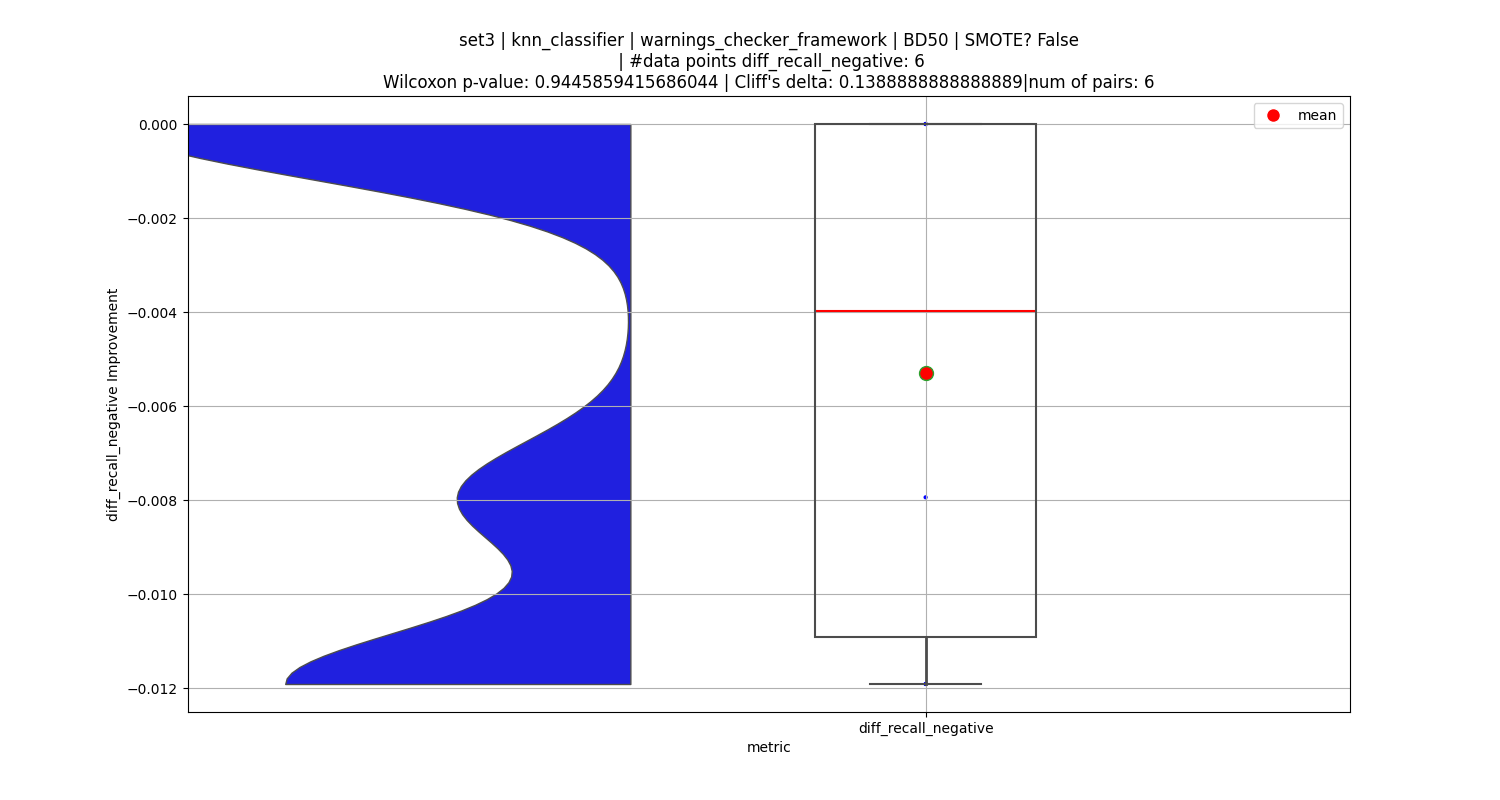 set3 | knn_classifier | warnings_checker_framework | BD50 | SMOTE? False
| #data points diff_recall_negative: 6
Wilcoxon p-value: 0.9445859415686044 | Cliff's delta: 0.1388888888888889|num of pairs: 6
mean
0.000
−0.002
−0.004
−0.006
−0.008
−0.010
−0.012
diff_recall_negative Improvement
diff_recall_negative
metric